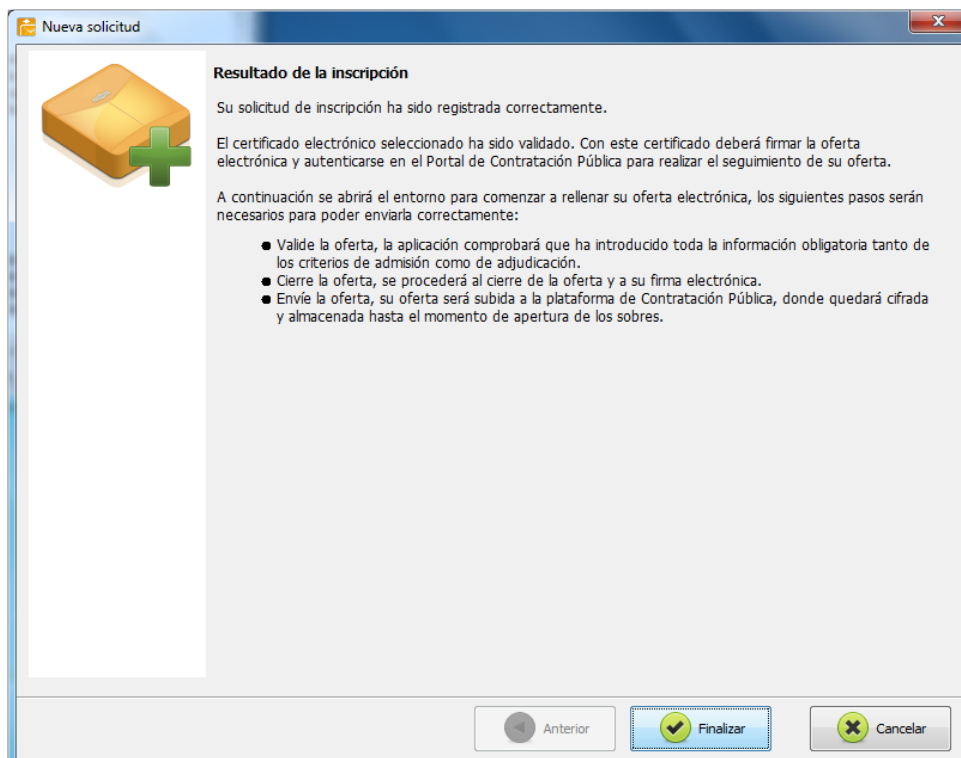 Nueva solicitud
x
Resultado de la inscripción
Su solicitud de inscripción ha sido registrada correctamente.
El certificado electrónico seleccionado ha sido validado. Con este certificado deberá firmar la oferta
electrónica y autenticarse en el Portal de Contratación Pública para realizar el seguimiento de su oferta.
A continuación se abrirá el entorno para comenzar a rellenar su oferta electrónica, los siguientes pasos serán
necesarios para poder enviarla correctamente:
● Valide la oferta, la aplicación comprobará que ha introducido toda la información obligatoria tanto de
los criterios de admisión como de adjudicación.
● Cierre la oferta, se procederá al cierre de la oferta y a su firma electrónica.
● Envíe la oferta, su oferta será subida a la plataforma de Contratación Pública, donde quedará cifrada
y almacenada hasta el momento de apertura de los sobres.
Anterior
Finalizar
Cancelar